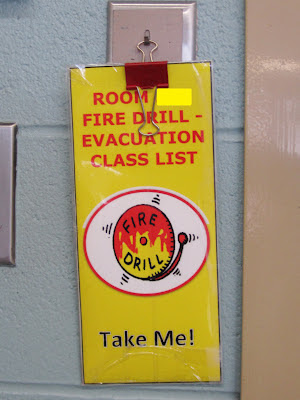 ROOM
FIRE DRILL -
EVACUATION
CLASS LIST
FIRE
DRILL
Take Me!